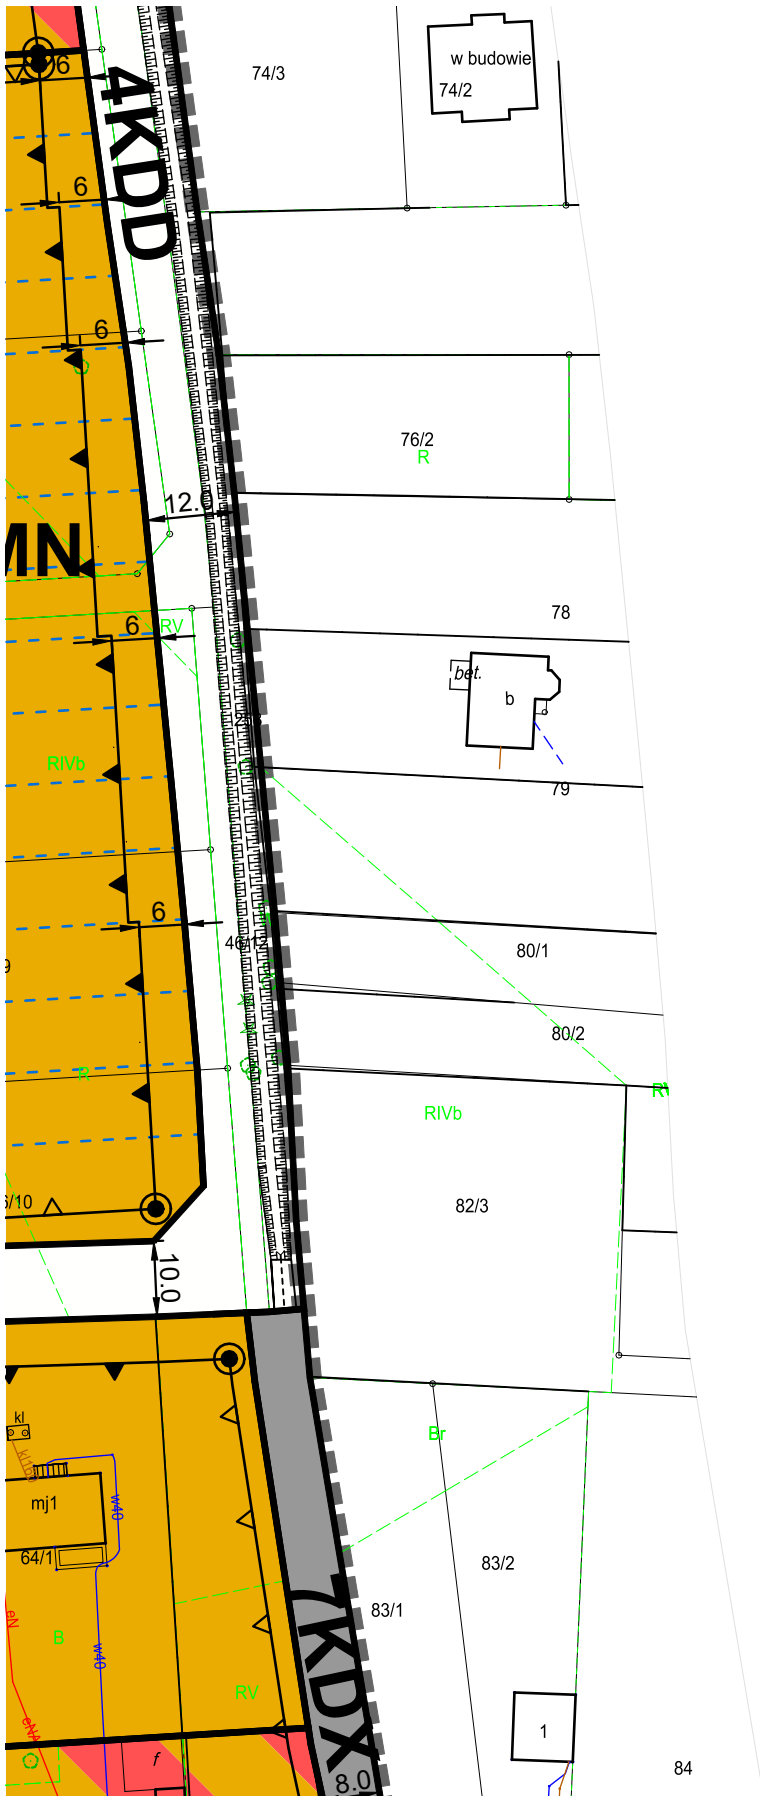 74/3
w budowie
74/2
6
4KDD
6
6
76/2
R
12.0
MN
78
6
RV
bet.
b
RIVb
79
6
46/12
80/1
80/2
R
RIVb
82/3
10.0
kl
Br
mj1
w40
64/1
83/2
83/1
eN
B
w40
7KDX
RV
eNA
1
f
84
8.0